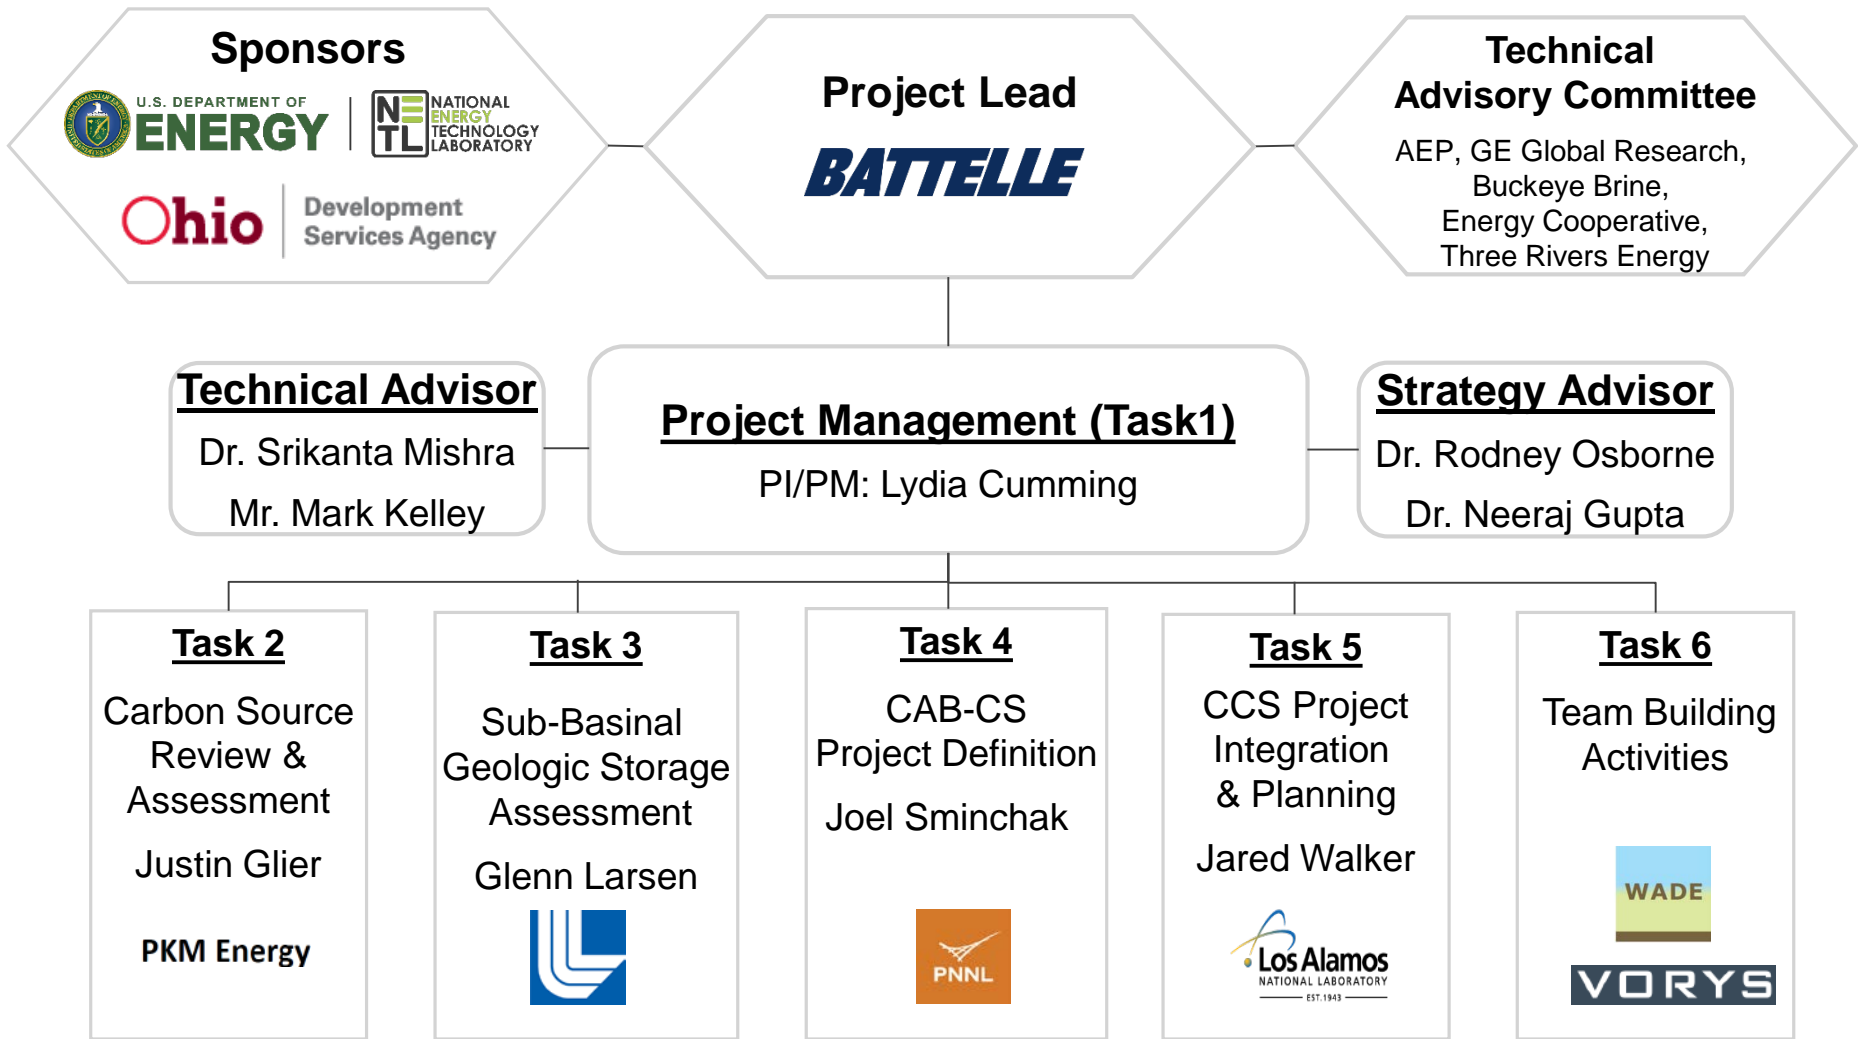 Sponsors
U.S. DEPARTMENT OF
ENERGY
NE
TL
NATIONAL
ENERGY
TECHNOLOGY
LABORATORY
Ohio
Development
Services Agency
Project Lead
BATTELLE
Technical
Advisory Committee
AEP, GE Global Research,
Buckeye Brine,
Energy Cooperative,
Three Rivers Energy
Technical Advisor
Dr. Srikanta Mishra
Mr. Mark Kelley
Project Management (Task1)
PI/PM: Lydia Cumming
Strategy Advisor
Dr. Rodney Osborne
Dr. Neeraj Gupta
Task 2
Carbon Source
Review &
Assessment
Justin Glier
PKM Energy
Task 3
Sub-Basinal
Geologic Storage
Assessment
Glenn Larsen
Task 4
CAB-CS
Project Definition
Joel Sminchak
PNNL
Task 5
CCS Project
Integration
& Planning
Jared Walker
Los Alamos
NATIONAL LABORATORY
EST.1943
Task 6
Team Building
Activities
WADE
VORYS